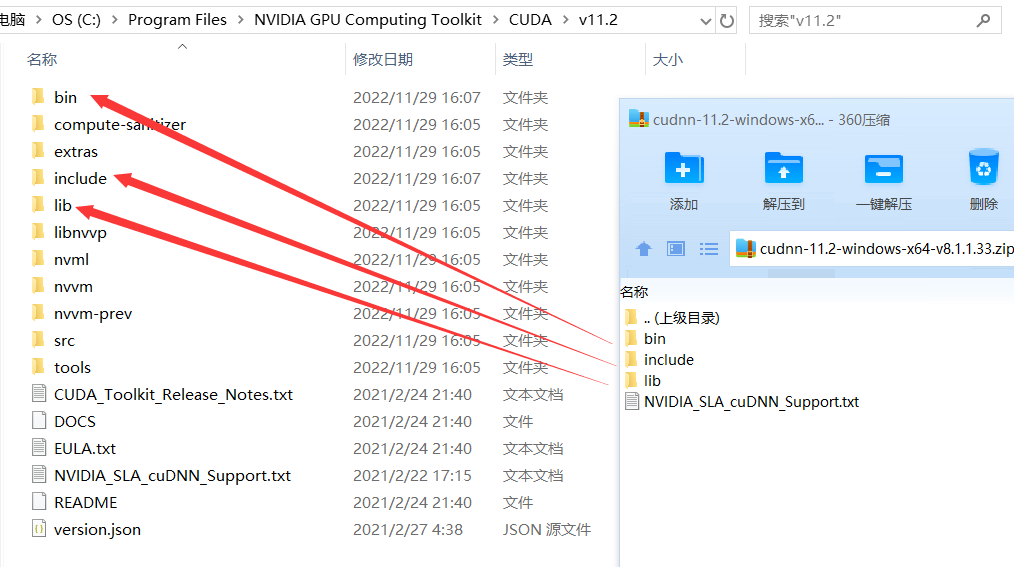 电脑 > OS (C:) > Program Files > NVIDIA GPU Computing Toolkit > CUDA > v11.2
搜索"v11.2"
名称 修改日期 类型 大小
bin 2022/11/29 16:07 文件夹
compute-sanitizer 2022/11/29 16:05 文件夹
extras 2022/11/29 16:05 文件夹
include 2022/11/29 16:07 文件夹
lib 2022/11/29 16:05 文件夹
libnvvp 2022/11/29 16:05 文件夹
nvml 2022/11/29 16:05 文件夹
nvvm 2022/11/29 16:05 文件夹
nvvm-prev 2022/11/29 16:05 文件夹
src 2022/11/29 16:05 文件夹
tools 2022/11/29 16:05 文件夹
CUDA_Toolkit_Release_Notes.txt 2021/2/24 21:40 文本文档
DOCS 2021/2/24 21:40 文件
EULA.txt 2021/2/24 21:40 文本文档
NVIDIA_SLA_cuDNN_Support.txt 2021/2/22 17:15 文本文档
README 2021/2/24 21:40 文件
version.json 2021/2/27 4:38 JSON 源文件
cudnn-11.2-windows-x6... - 360压缩
添加 解压到 一键解压 删除
cudnn-11.2-windows-x64-v8.1.1.33.zip
名称
.. (上级目录)
bin
include
lib
NVIDIA_SLA_cuDNN_Support.txt